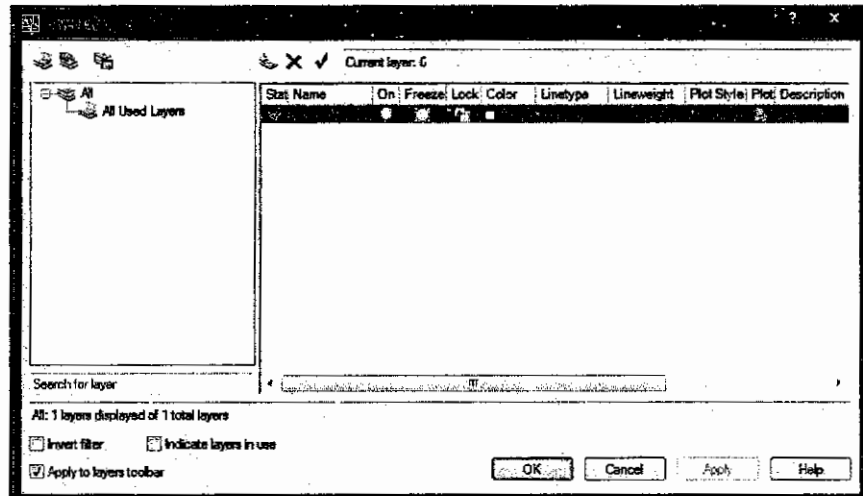 ? X
Current layer: 0
All
All Used Layers
Stat Name On Freeze Lock Color Linetype Lineweight Plot Style Plot Description
Search for layer
All: 1 layers displayed of 1 total layers
Invert filter Indicate layers in use
Apply to layers toolbar
OK Cancel Apply Help